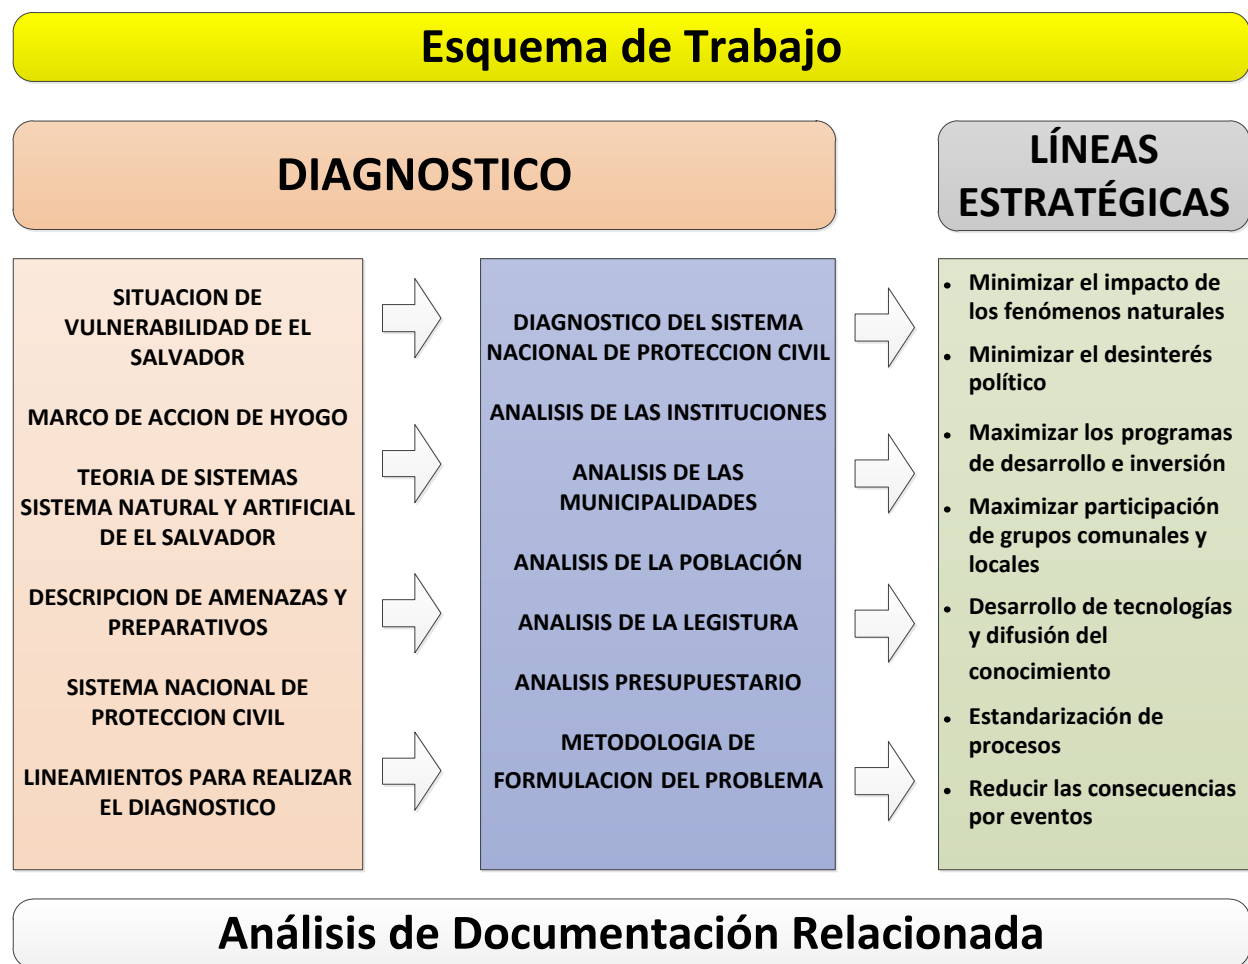 Esquema de Trabajo
DIAGNOSTICO
LÍNEAS
ESTRATÉGICAS
SITUACION DE
VULNERABILIDAD DE EL
SALVADOR
MARCO DE ACCION DE HYOGO
TEORIA DE SISTEMAS
SISTEMA NATURAL Y ARTIFICIAL
DE EL SALVADOR
DESCRIPCION DE AMENAZAS Y
PREPARATIVOS
SISTEMA NACIONAL DE
PROTECCION CIVIL
LINEAMIENTOS PARA REALIZAR
EL DIAGNOSTICO
DIAGNOSTICO DEL SISTEMA
NACIONAL DE PROTECCION CIVIL
ANALISIS DE LAS INSTITUCIONES
ANALISIS DE LAS
MUNICIPALIDADES
ANALISIS DE LA POBLACIÓN
ANALISIS DE LA LEGISTURA
ANALISIS PRESUPUESTARIO
METODOLOGIA DE
FORMULACION DEL PROBLEMA
• Minimizar el impacto de
los fenómenos naturales
• Minimizar el desinterés
político
• Maximizar los programas
de desarrollo e inversión
• Maximizar participación
de grupos comunales y
locales
• Desarrollo de tecnologías
y difusión del
conocimiento
• Estandarización de
procesos
• Reducir las consecuencias
por eventos
Análisis de Documentación Relacionada